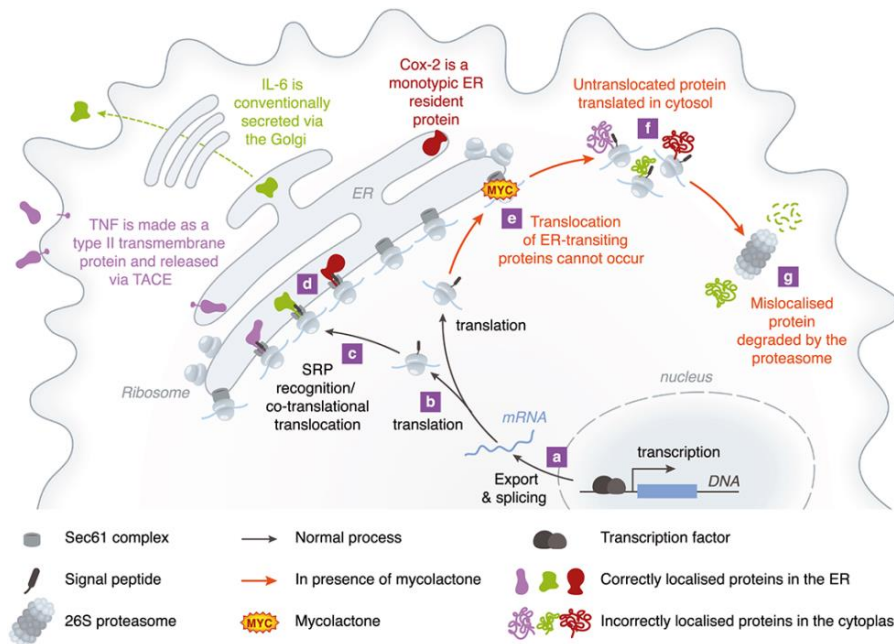 Cox-2 is a
monotypic ER
resident
protein
IL-6 is
conventionally
secreted via
the Golgi
Untranslocated protein
translated in cytosol
f
ER
MYC
e
Translocation
of ER-transiting
proteins cannot occur
TNF is made as a
type II transmembrane
protein and released
via TACE
d
g
Mislocalised
protein
degraded by the
proteasome
translation
c
SRP
recognition/
co-translational
translocation
Ribosome
b
translation
nucleus
mRNA
a
transcription
DNA
Export
& splicing
Sec61 complex
Normal process
Transcription factor
Signal peptide
In presence of mycolactone
Correctly localised proteins in the ER
26S proteasome
MYC
Mycolactone
Incorrectly localised proteins in the cytoplas